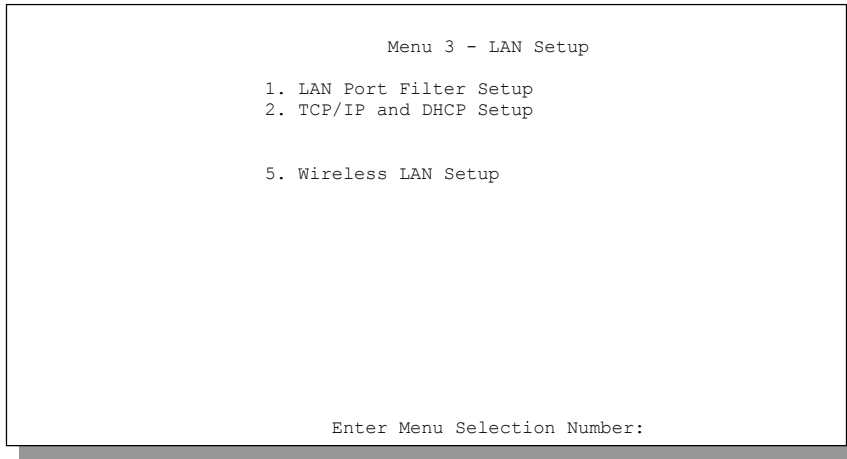 Menu 3 - LAN Setup
1. LAN Port Filter Setup
2. TCP/IP and DHCP Setup
5. Wireless LAN Setup
Enter Menu Selection Number: